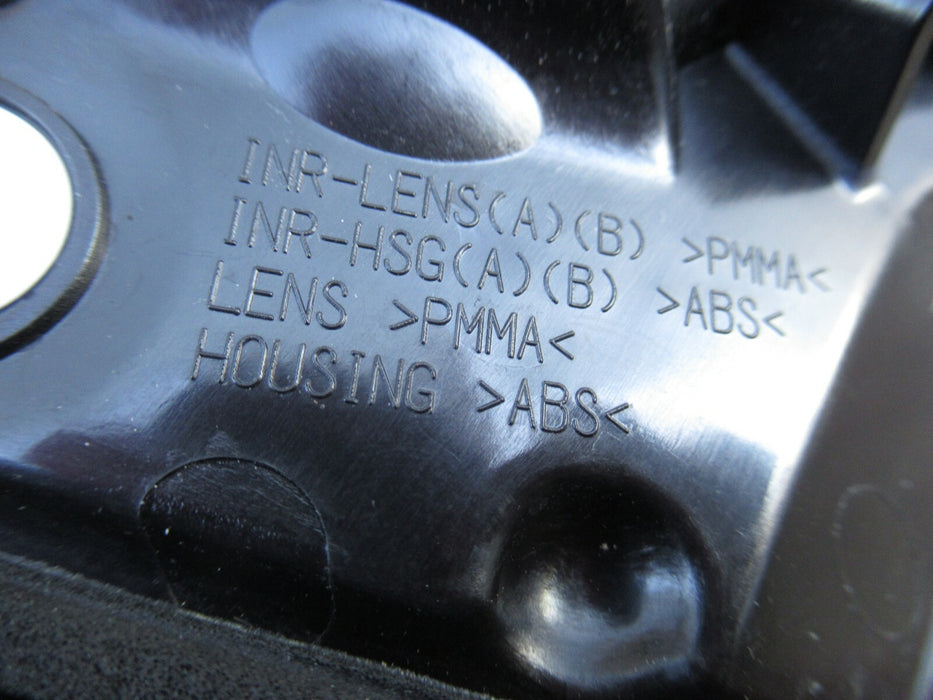 INR-LENS(A)(B) >PMMA<
INR-HSG(A)(B) >ABS<
LENS >PMMA<
HOUSING >ABS<